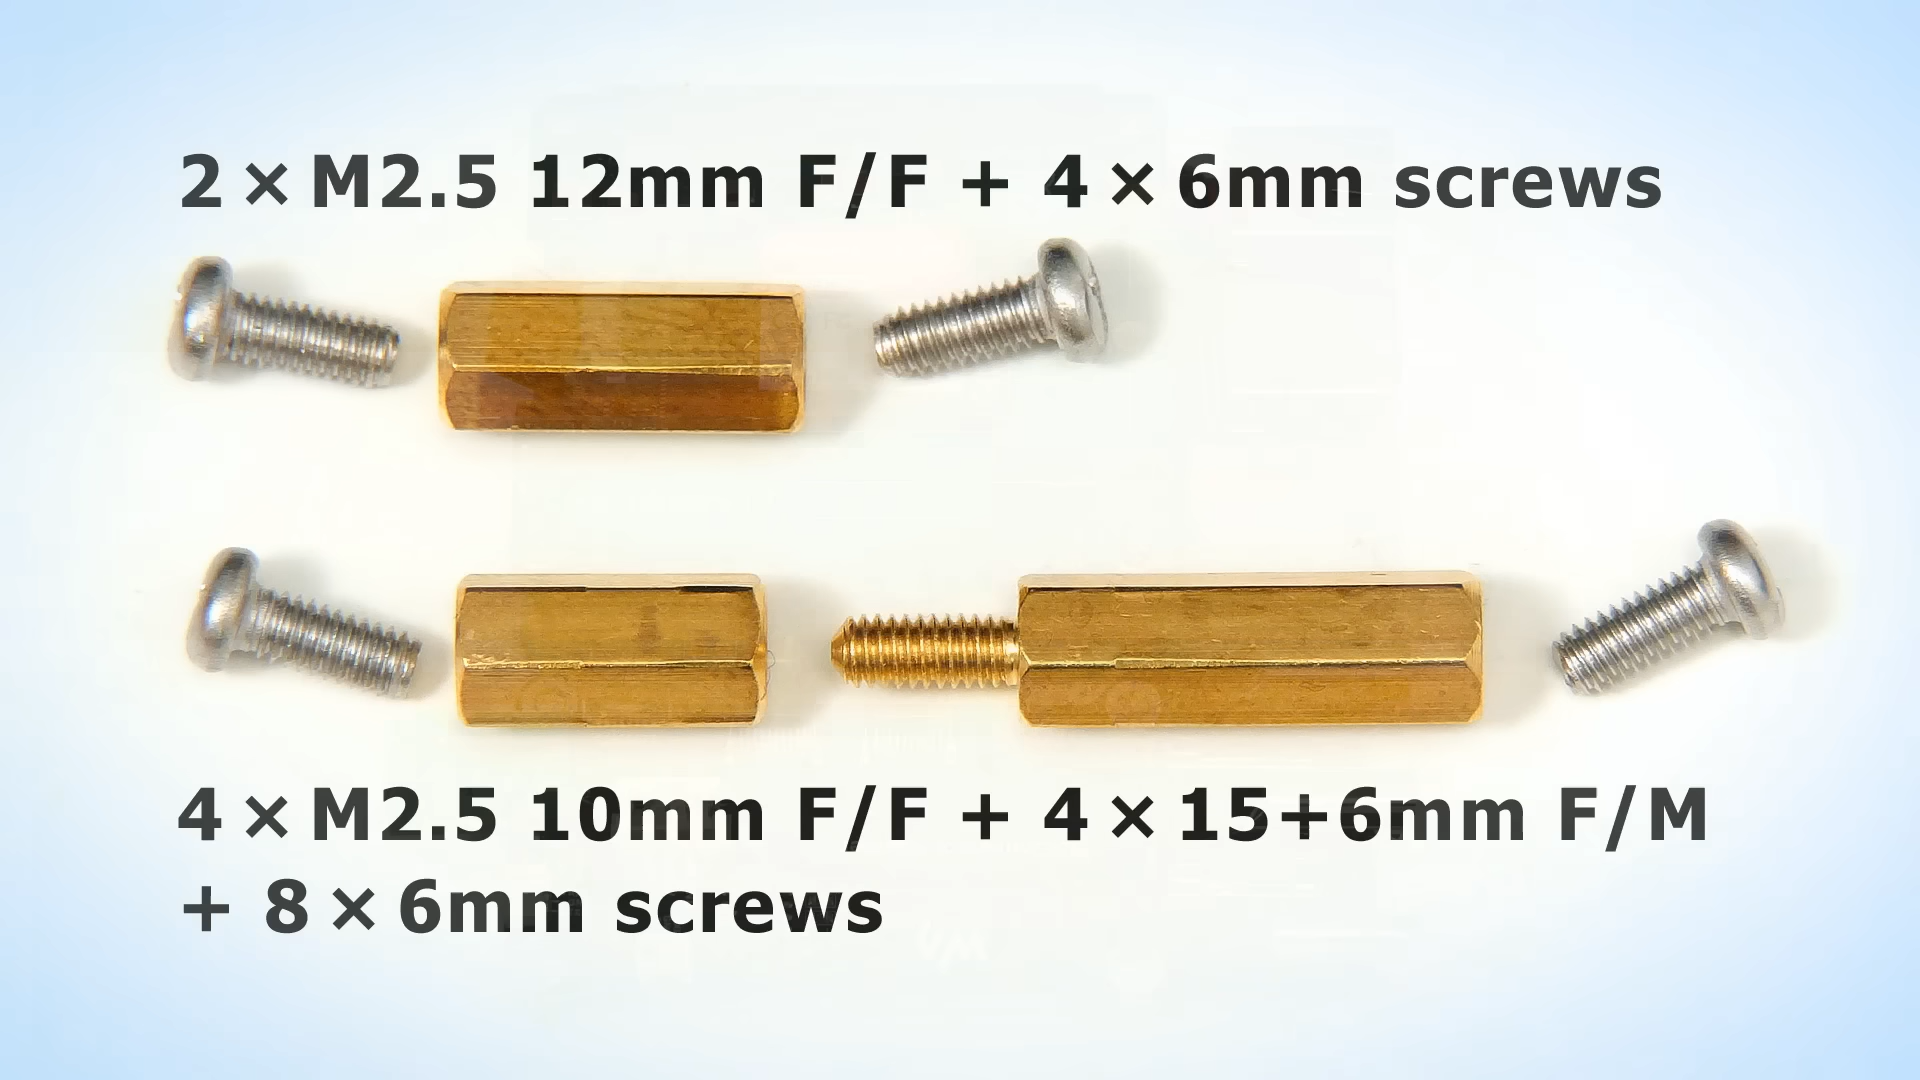 2 × M2.5 12mm F/F + 4 × 6mm screws
4 × M2.5 10mm F/F + 4 × 15+6mm F/M
+ 8 × 6mm screws